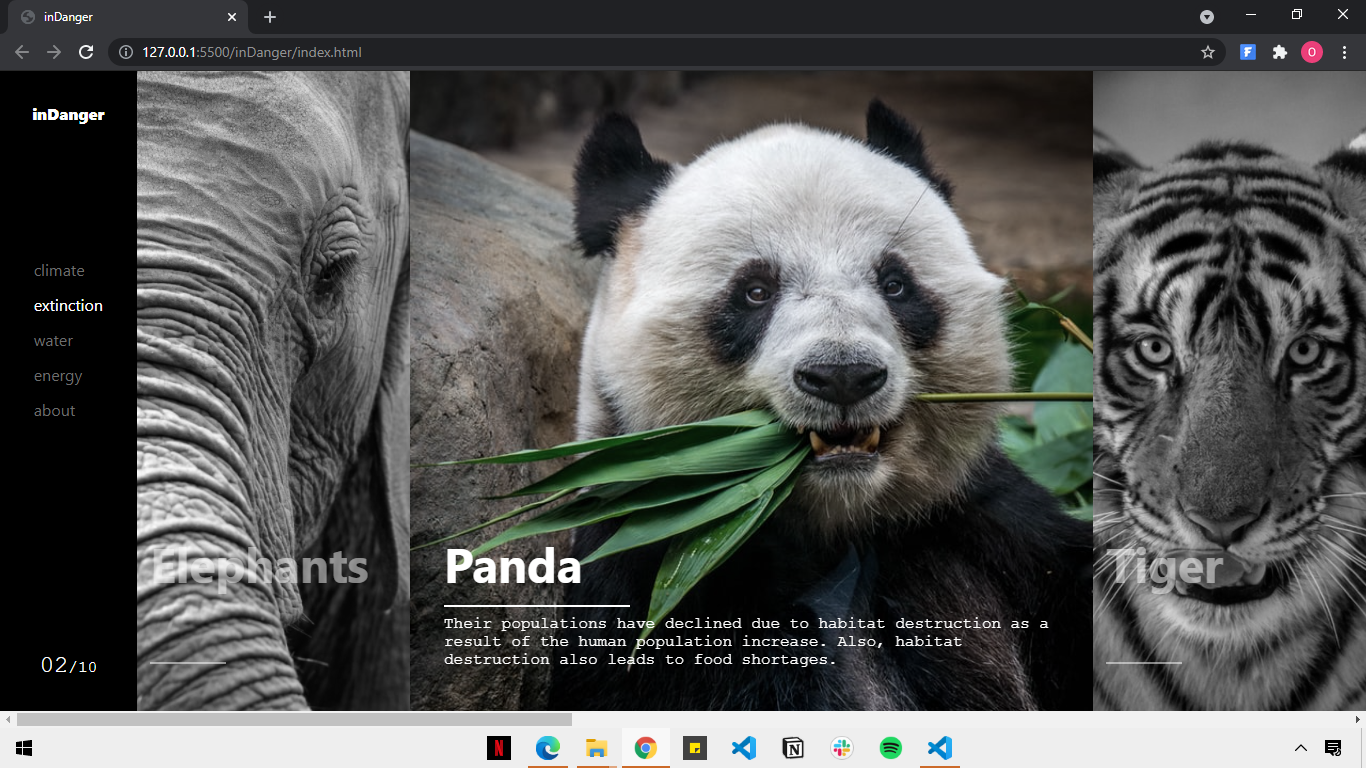 inDanger
127.0.0.1:5500/inDanger/index.html
O
inDanger
climate
extinction
water
energy
about
02/10
Elephants
Panda
Their populations have declined due to habitat destruction as a
result of the human population increase. Also, habitat
destruction also leads to food shortages.
Tiger